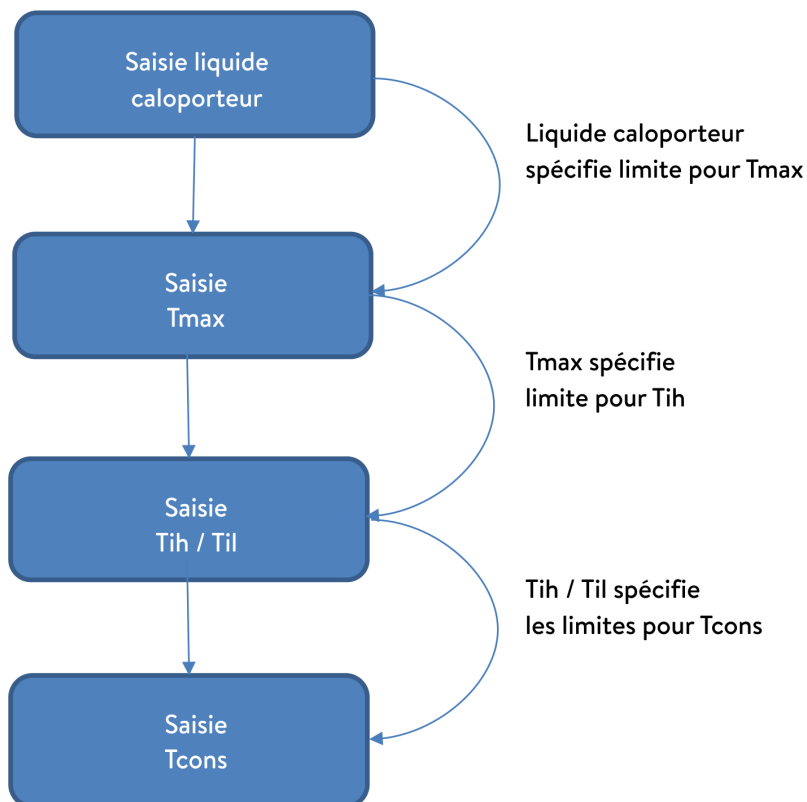 Saisie liquide
caloporteur
Liquide caloporteur
spécifie limite pour Tmax
Saisie
Tmax
Tmax spécifie
limite pour Tih
Saisie
Tih / Til
Tih / Til spécifie
les limites pour Tcons
Saisie
Tcons